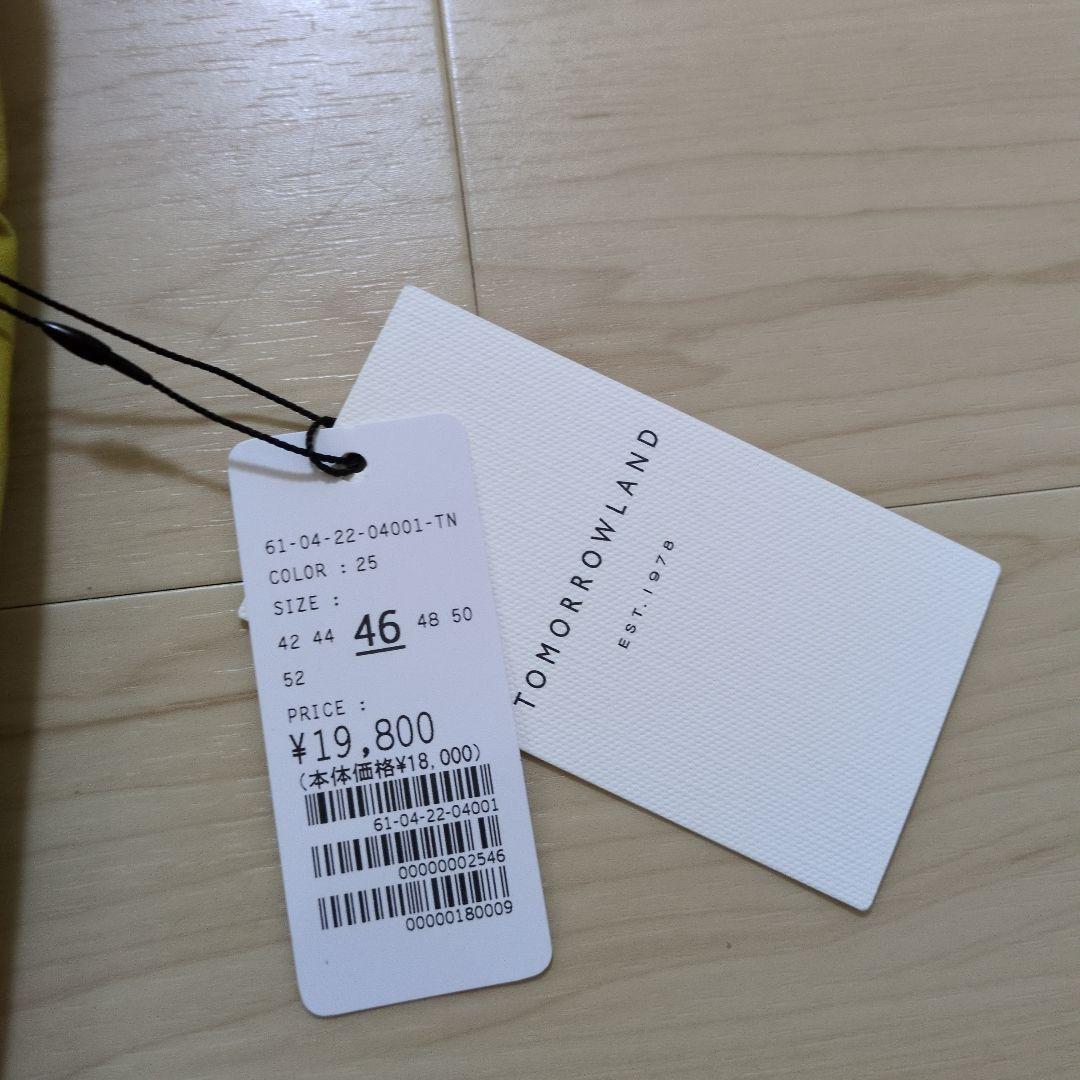 61-04-22-04001-TN
COLOR : 25
SIZE :
42 44 46 48 50
52
PRICE :
¥19,800
(本体価格¥18,000)
61-04-22-04001
00000002546
00000180009
TOMORROWLAND
EST.1978